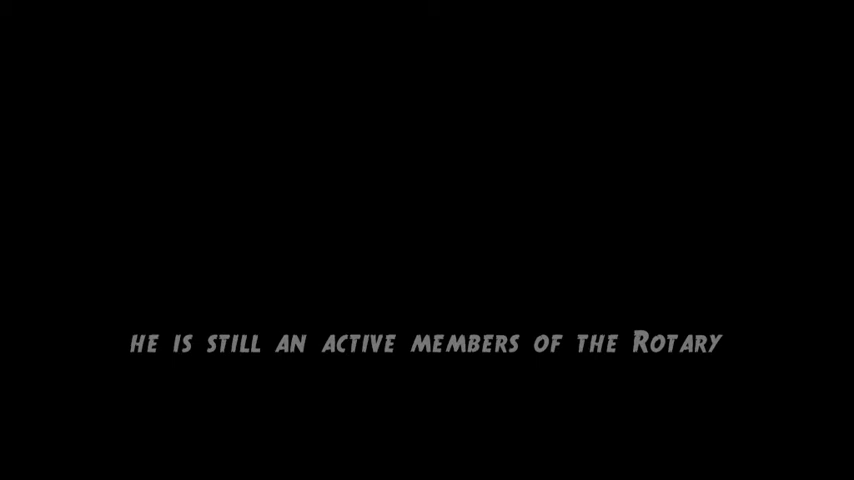 he is still an active members of the Rotary